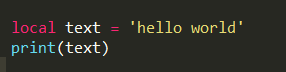 local text = 'hello world'
print(text)